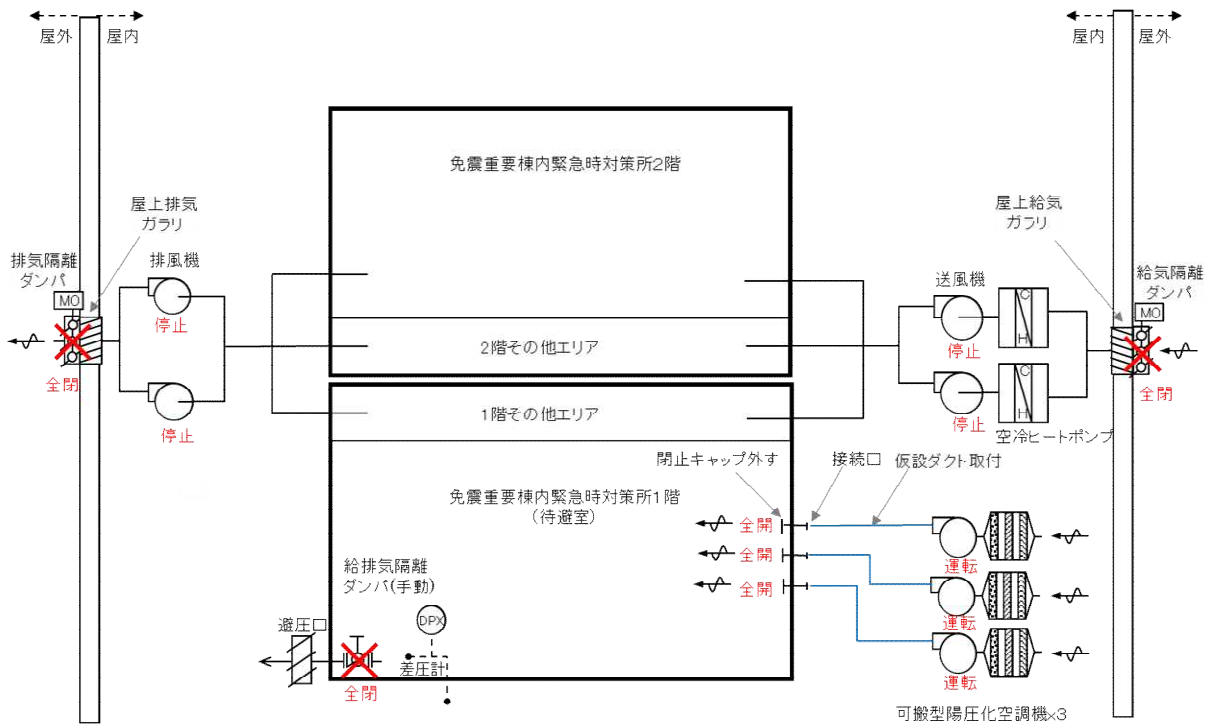 屋外 屋内
屋内 屋外
免震重要棟内緊急時対策所2階
屋上排気
ガラリ
排気隔離
ダンパ
MO
排風機
停止
全閉
停止
屋上給気
ガラリ
送風機
給気隔離
ダンパ
MO
C
H
停止
全閉
C
H
停止
空冷ヒートポンプ
2階その他エリア
1階その他エリア
閉止キャップ外す
接続口
仮設ダクト取付
免震重要棟内緊急時対策所1階
(待避室)
全開
全開
全開
運転
運転
運転
給排気隔離
ダンパ(手動)
避圧口
DPX
差圧計
全閉
可搬型陽圧化空調機×3